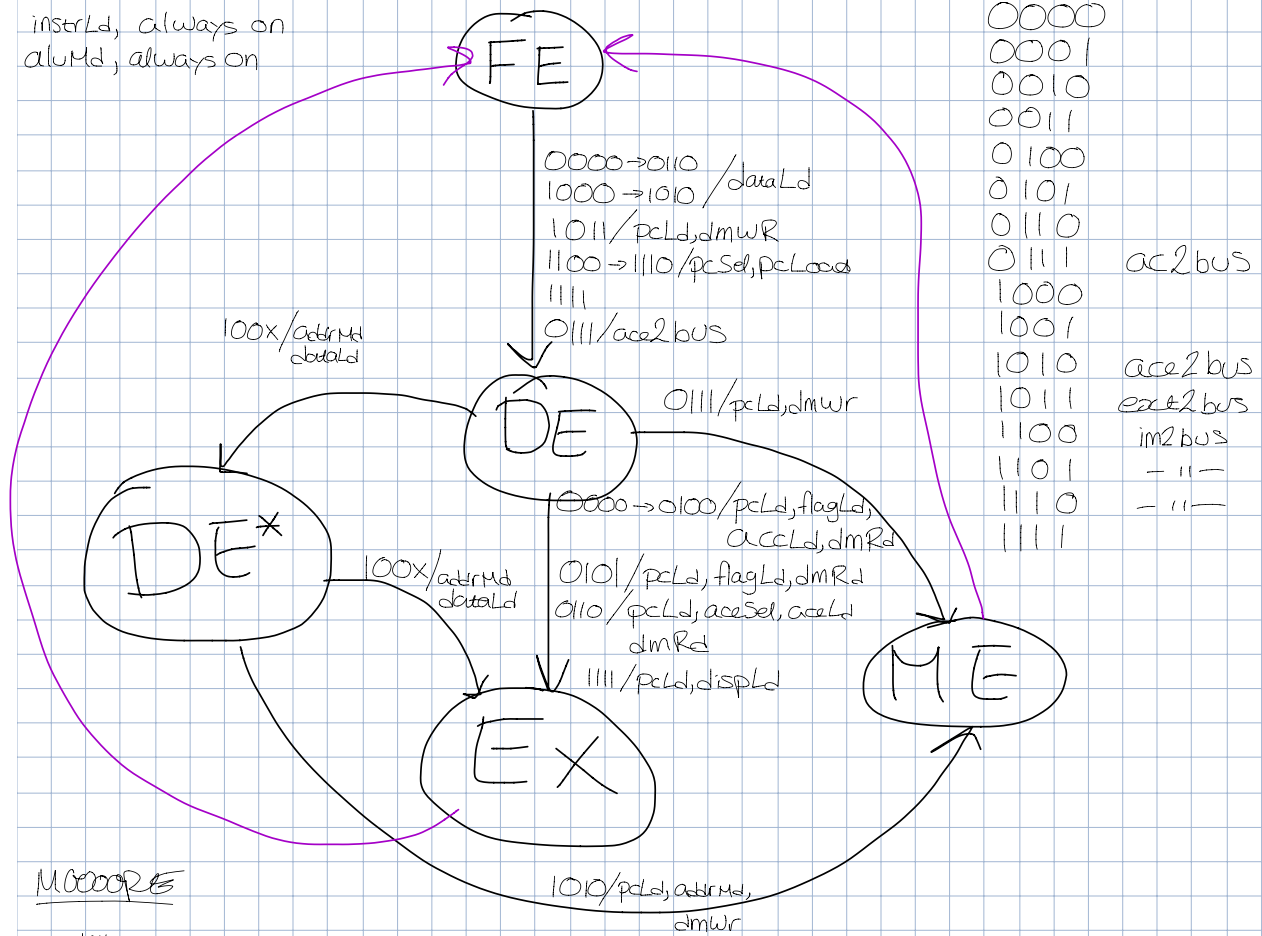 instrLd, always on
aluMd, always on
FE
0000→0110
1000→1010 /dataLd
1011/pcLd,dmWR
1100→1110/pcSel,pcLoad
1111
0111/ace2bus
100x/addrMd
dataLd
DE
0111/pcLd,dmWr
DE*
0000→0100/pcLd,flagLd,
accLd,dmRd
100X/addrMd
dataLd
0101/pcLd,flagLd,dmRd
0110/pcLd,aceSel,aceLd
dmRd
1111/pcLd,dispLd
ME
EX
1010/pcLd,addrMd,
dmWr
MOOOORE
0000
0001
0010
0011
0100
0101
0110
0111 ac2bus
1000
1001
1010 ace2bus
1011 ext2bus
1100 im2bus
1101 -"-
1110 -"-
1111